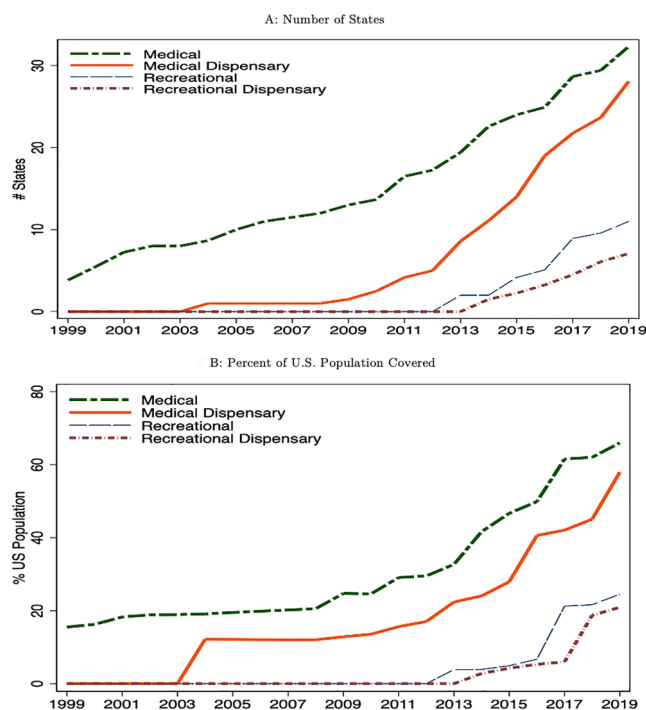 A: Number of States
Medical
Medical Dispensary
Recreational
Recreational Dispensary
# States
30
20
10
0
1999 2001 2003 2005 2007 2009 2011 2013 2015 2017 2019
B: Percent of U.S. Population Covered
Medical
Medical Dispensary
Recreational
Recreational Dispensary
% US Population
80
60
40
20
0
1999 2001 2003 2005 2007 2009 2011 2013 2015 2017 2019